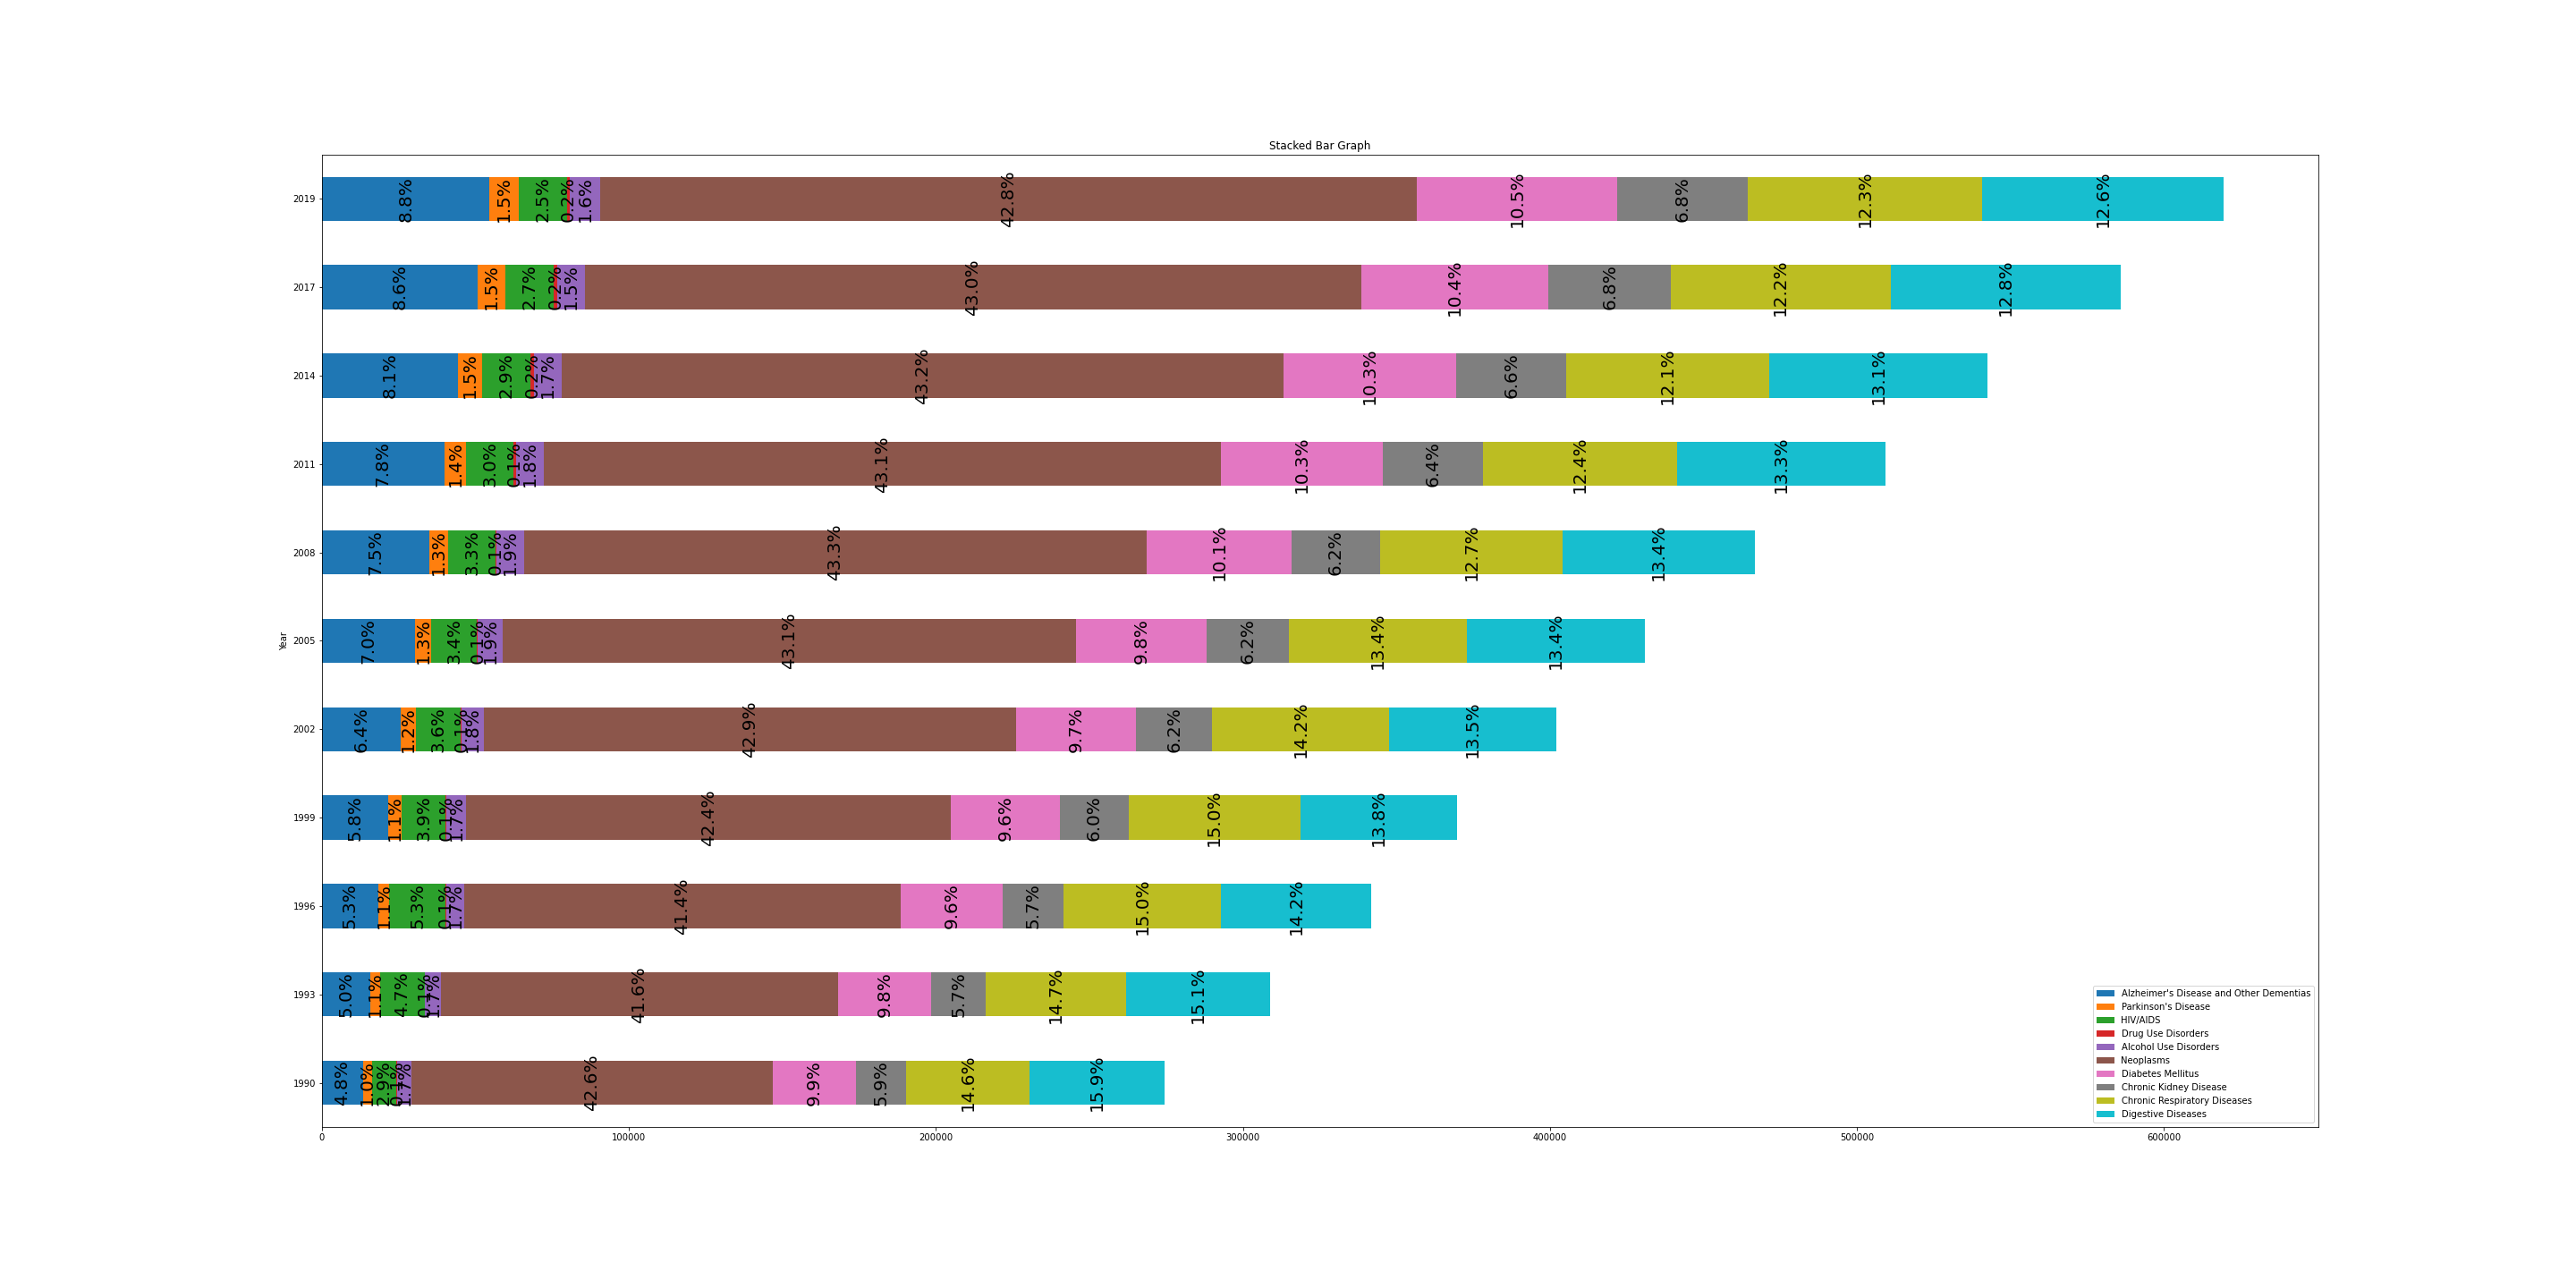 Stacked Bar Graph
2019 8.8% 1.5% 2.5% 0.2% 1.6% 42.8% 10.5% 6.8% 12.3% 12.6%
2017 8.6% 1.5% 2.7% 0.2% 1.5% 43.0% 10.4% 6.8% 12.2% 12.8%
2014 8.1% 1.5% 2.9% 0.2% 1.7% 43.2% 10.3% 6.6% 12.1% 13.1%
2011 7.8% 1.4% 3.0% 0.1% 1.8% 43.1% 10.3% 6.4% 12.4% 13.3%
2008 7.5% 1.3% 3.3% 0.1% 1.9% 43.3% 10.1% 6.2% 12.7% 13.4%
Year
2005 7.0% 1.3% 3.4% 0.1% 1.9% 43.1% 9.8% 6.2% 13.4% 13.4%
2002 6.4% 1.2% 3.6% 0.1% 1.8% 42.9% 9.7% 6.2% 14.2% 13.5%
1999 5.8% 1.1% 3.9% 0.1% 1.7% 42.4% 9.6% 6.0% 15.0% 13.8%
1996 5.3% 1.1% 5.3% 0.1% 1.7% 41.4% 9.6% 5.7% 15.0% 14.2%
1993 5.0% 1.1% 4.7% 0.1% 1.7% 41.6% 9.8% 5.7% 14.7% 15.1%
1990 4.8% 1.0% 2.9% 0.1% 1.7% 42.6% 9.9% 5.9% 14.6% 15.9%
Alzheimer's Disease and Other Dementias
Parkinson's Disease
HIV/AIDS
Drug Use Disorders
Alcohol Use Disorders
Neoplasms
Diabetes Mellitus
Chronic Kidney Disease
Chronic Respiratory Diseases
Digestive Diseases
0 100000 200000 300000 400000 500000 600000